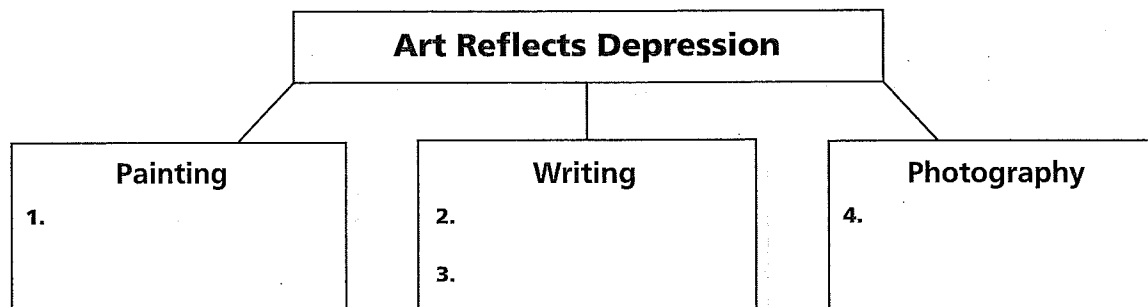 Art Reflects Depression
Painting
1.
Writing
2.
3.
Photography
4.